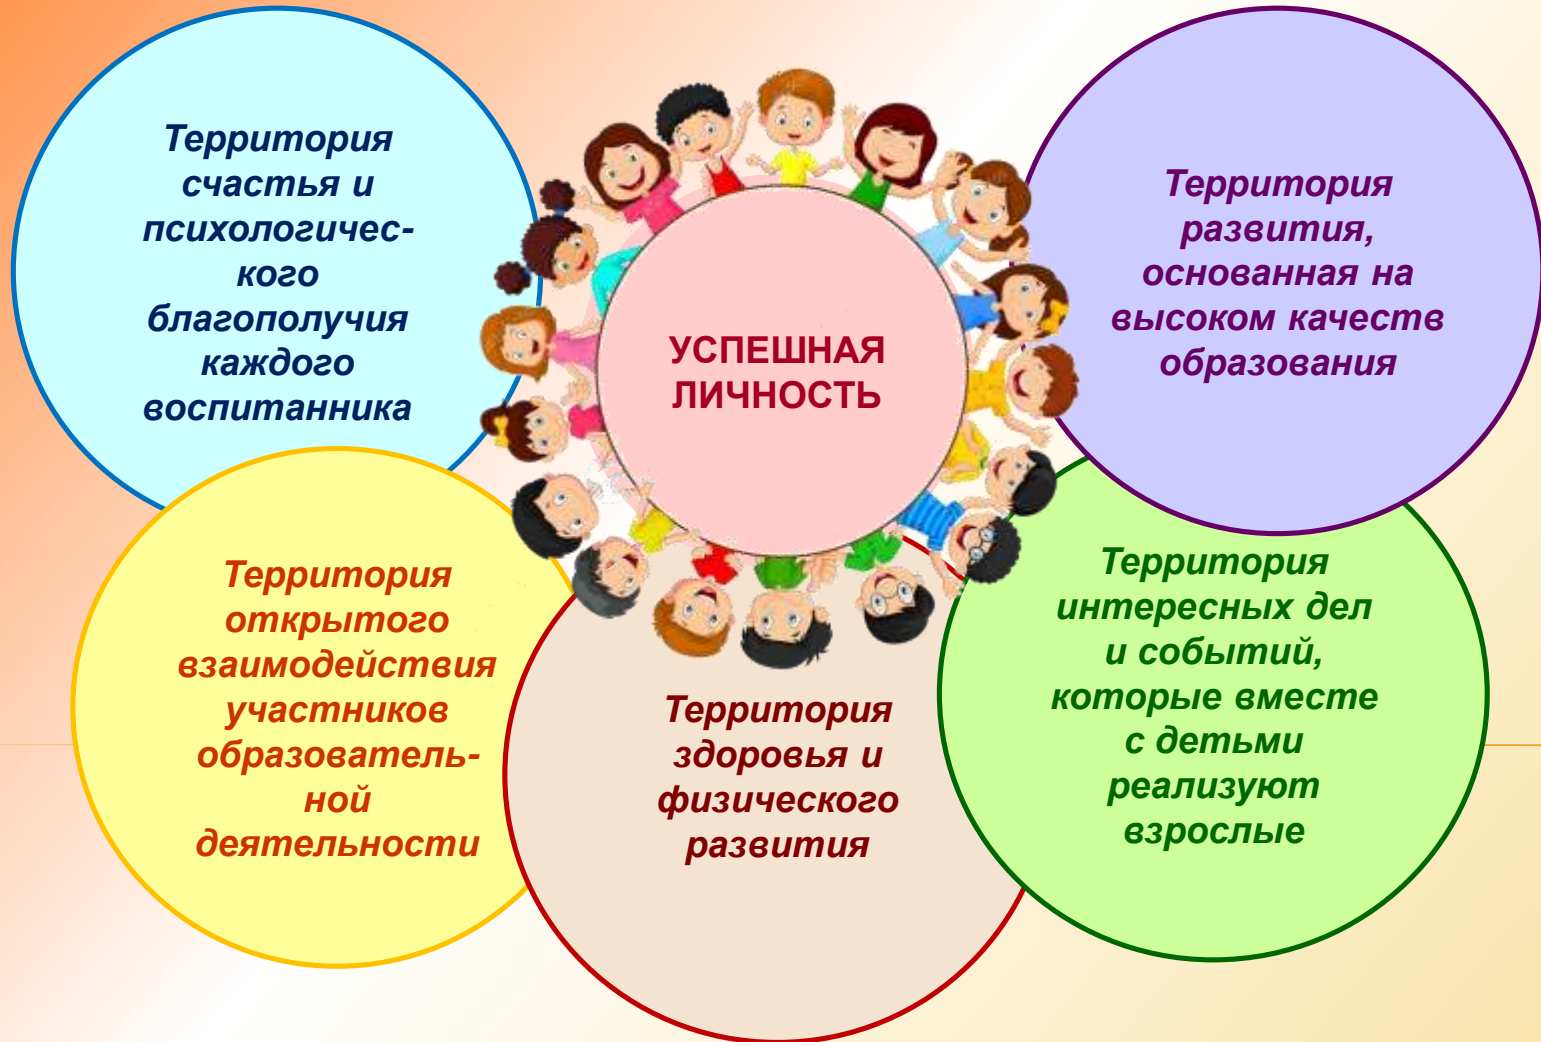 Территория
счастья и
психологичес-
кого
благополучия
каждого
воспитанника
УСПЕШНАЯ
ЛИЧНОСТЬ
Территория
развития,
основанная на
высоком качеств
образования
Территория
открытого
взаимодействия
участников
образователь-
ной
деятельности
Территория
здоровья и
физического
развития
Территория
интересных дел
и событий,
которые вместе
с детьми
реализуют
взрослые